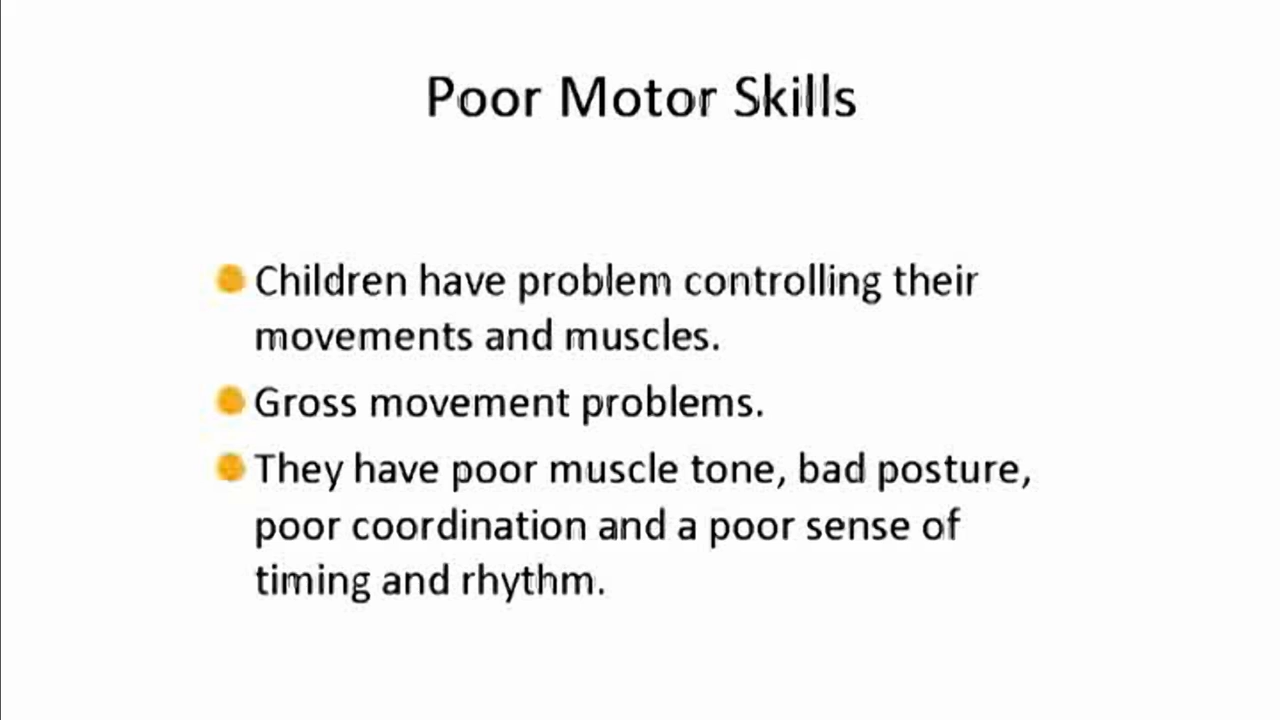 Poor Motor Skills
Children have problem controlling their
movements and muscles.
Gross movement problems.
They have poor muscle tone, bad posture,
poor coordination and a poor sense of
timing and rhythm.